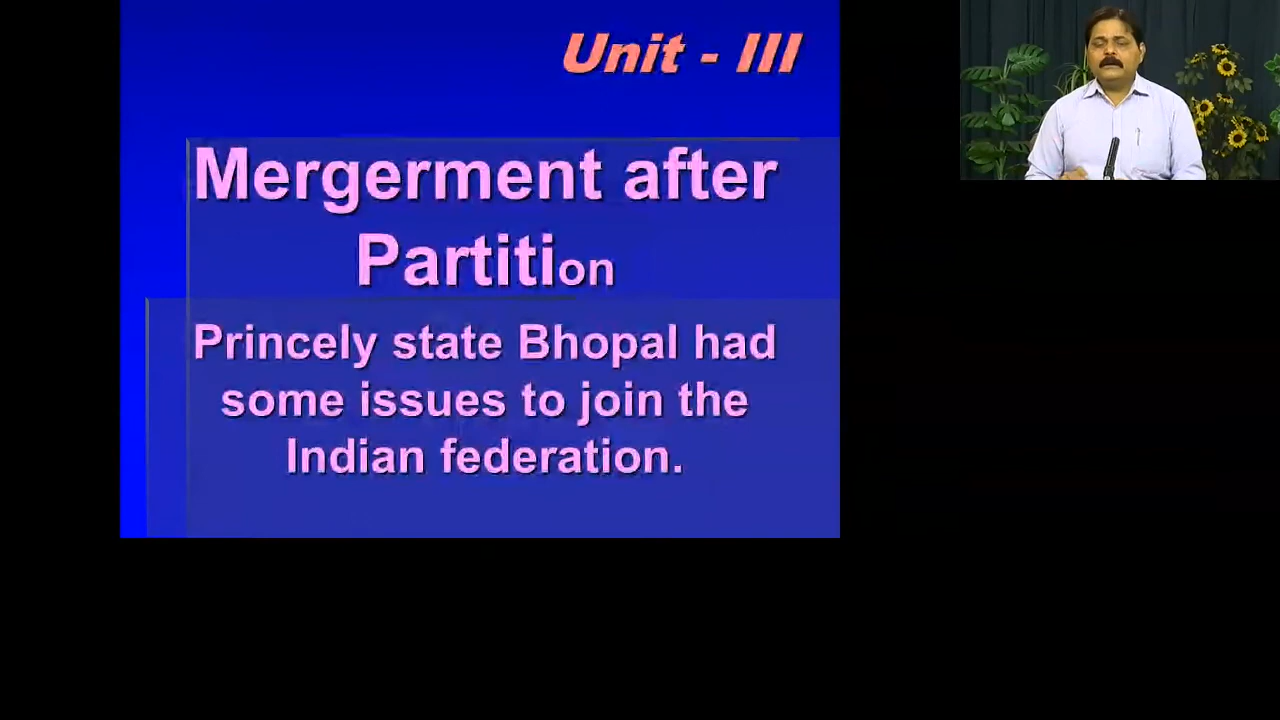 Unit - III
Mergerment after
Partition
Princely state Bhopal had
some issues to join the
Indian federation.